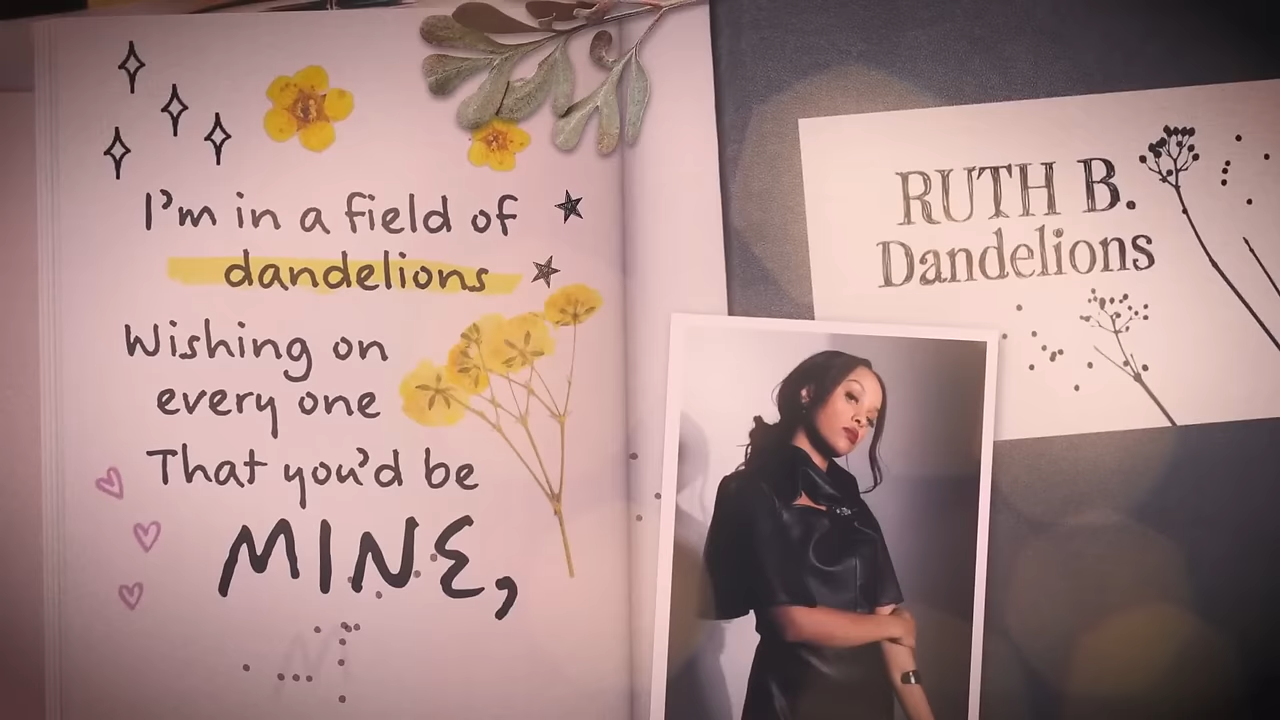 I'm in a field of
dandelions
Wishing on
every one
That you'd be
MINE,
RUTH B.
Dandelions